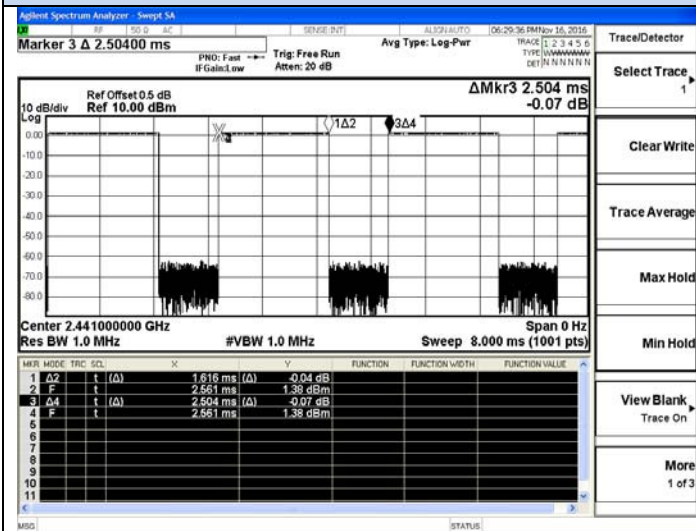 Agilent Spectrum Analyzer - Swept SA
RF 50 Ω AC SENSE:INT ALIGN AUTO 06:29:36 PM Nov 16, 2016
Marker 3 Δ 2.50400 ms
PNO: Fast
IFGain:Low
Trig: Free Run
Atten: 20 dB
Avg Type: Log-Pwr
TRACE 1 2 3 4 5 6
TYPE
DET N N N N N N
ΔMkr3 2.504 ms
-0.07 dB
Ref Offset 0.5 dB
10 dB/div Ref 10.00 dBm
Log
0.00
-10.0
-20.0
-30.0
-40.0
-50.0
-60.0
-70.0
-80.0
1Δ2
3Δ4
Center 2.441000000 GHz Span 0 Hz
Res BW 1.0 MHz #VBW 1.0 MHz Sweep 8.000 ms (1001 pts)
MKR MODE TRC SCL X Y FUNCTION FUNCTION WIDTH FUNCTION VALUE
1 Δ2 t (Δ) 1.616 ms (Δ) -0.04 dB
2 F t 2.561 ms 1.38 dBm
3 Δ4 t (Δ) 2.504 ms (Δ) -0.07 dB
4 F t 2.561 ms 1.38 dBm
5
6
7
8
9
10
11
MSG STATUS
Trace/Detector
Select Trace
1
Clear Write
Trace Average
Max Hold
Min Hold
View Blank
Trace On
More
1 of 3